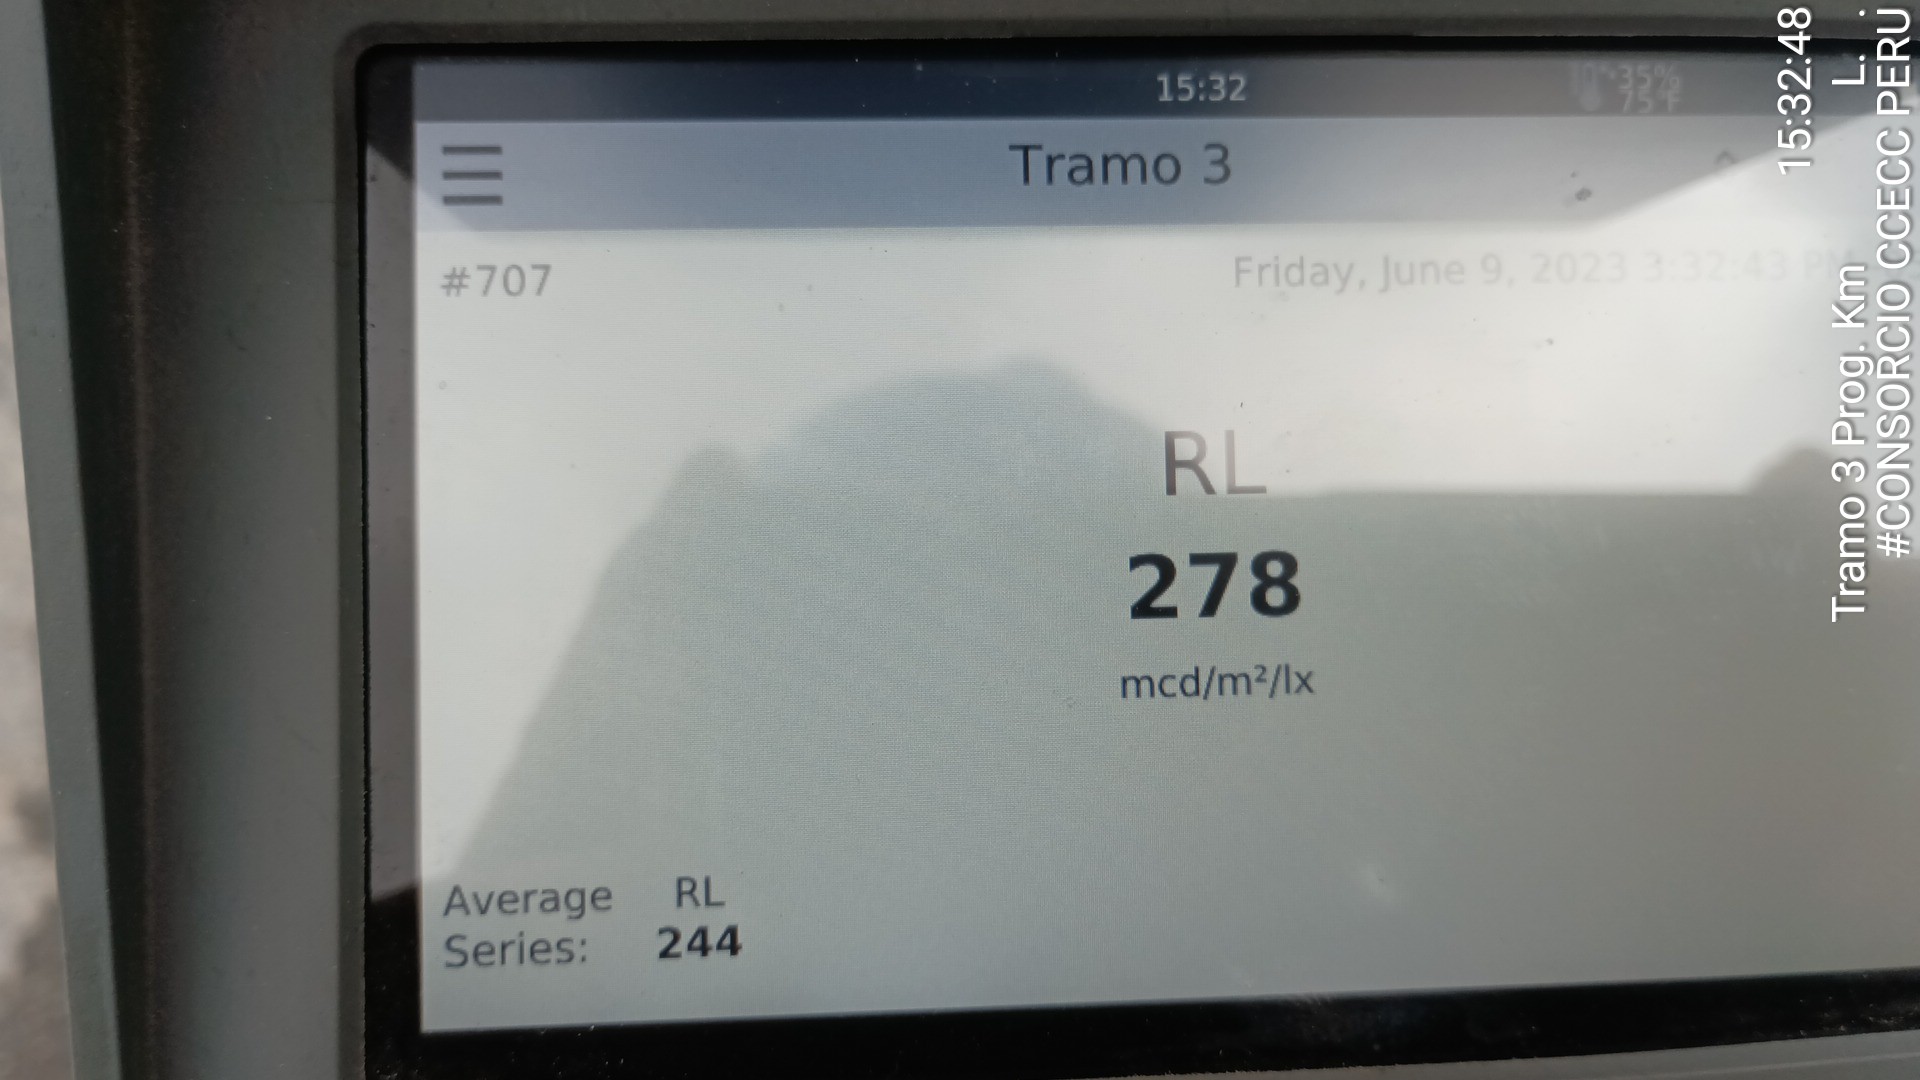 15:32
35%
75°F
Tramo 3
#707
Friday, June 9, 2023 3:32:43 P
RL
278
mcd/m²/lx
Average RL
Series: 244
15:32:48
Tramo 3 Prog. Km L. .
#CONSORCIO CCECC PERU